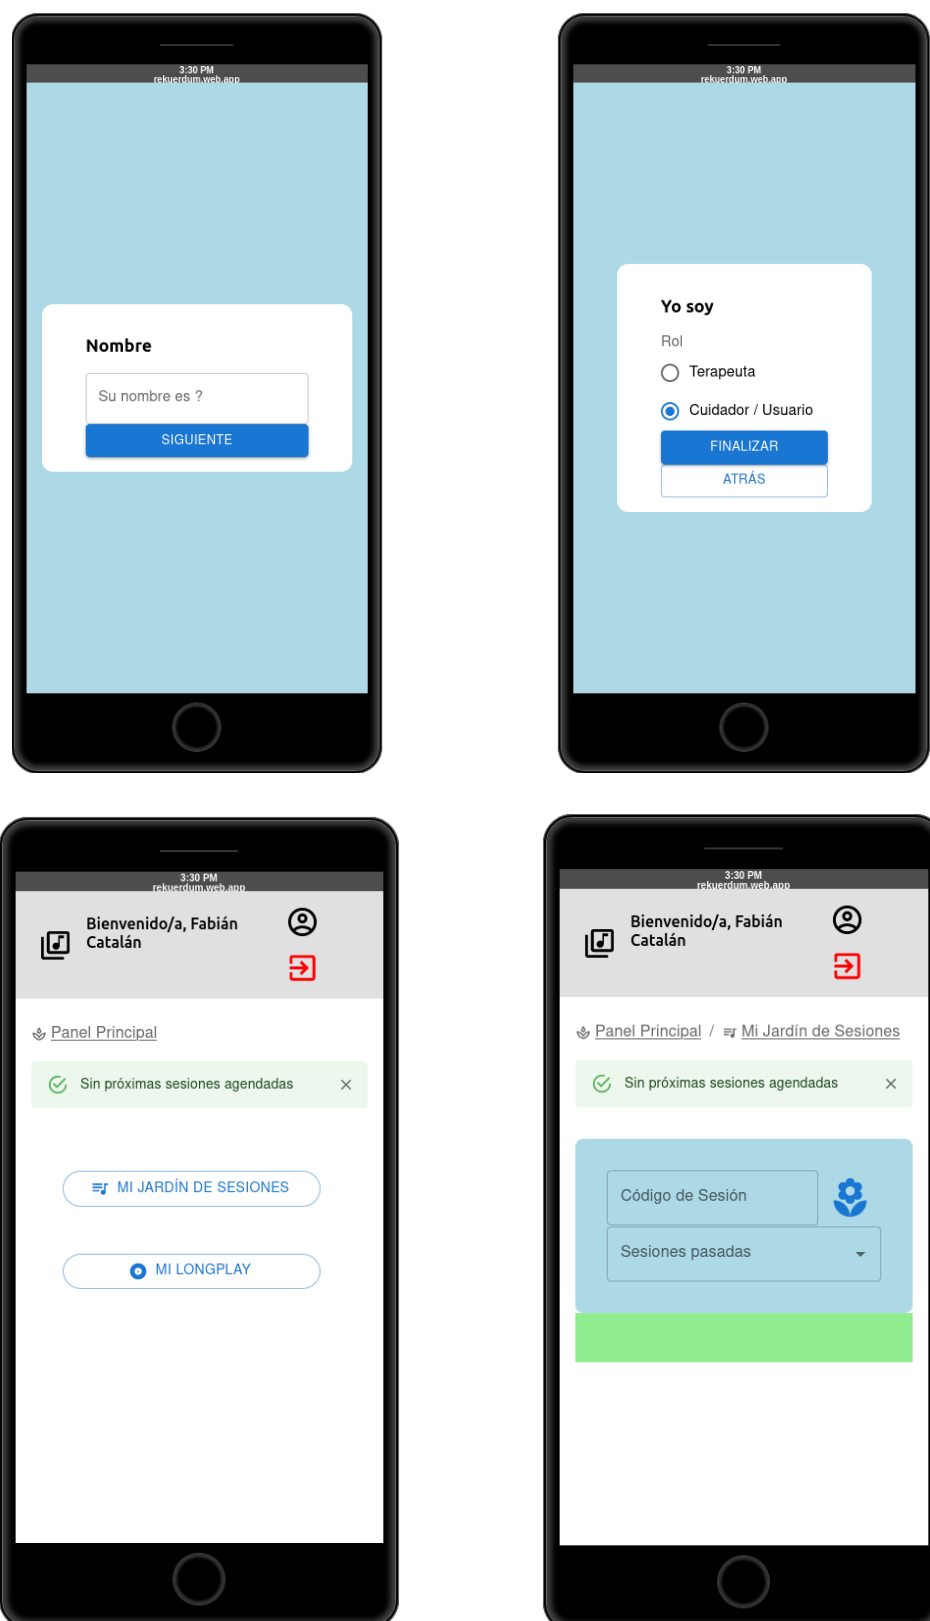 3:30 PM
rekuerdum.web.app
Nombre
Su nombre es ?
SIGUIENTE
3:30 PM
rekuerdum.web.app
Yo soy
Rol
Terapeuta
Cuidador / Usuario
FINALIZAR
ATRÁS
3:30 PM
rekuerdum.web.app
Bienvenido/a, Fabián
Catalán
Panel Principal
Sin próximas sesiones agendadas
MI JARDÍN DE SESIONES
MI LONGPLAY
3:30 PM
rekuerdum.web.app
Bienvenido/a, Fabián
Catalán
Panel Principal / Mi Jardín de Sesiones
Sin próximas sesiones agendadas
Código de Sesión
Sesiones pasadas